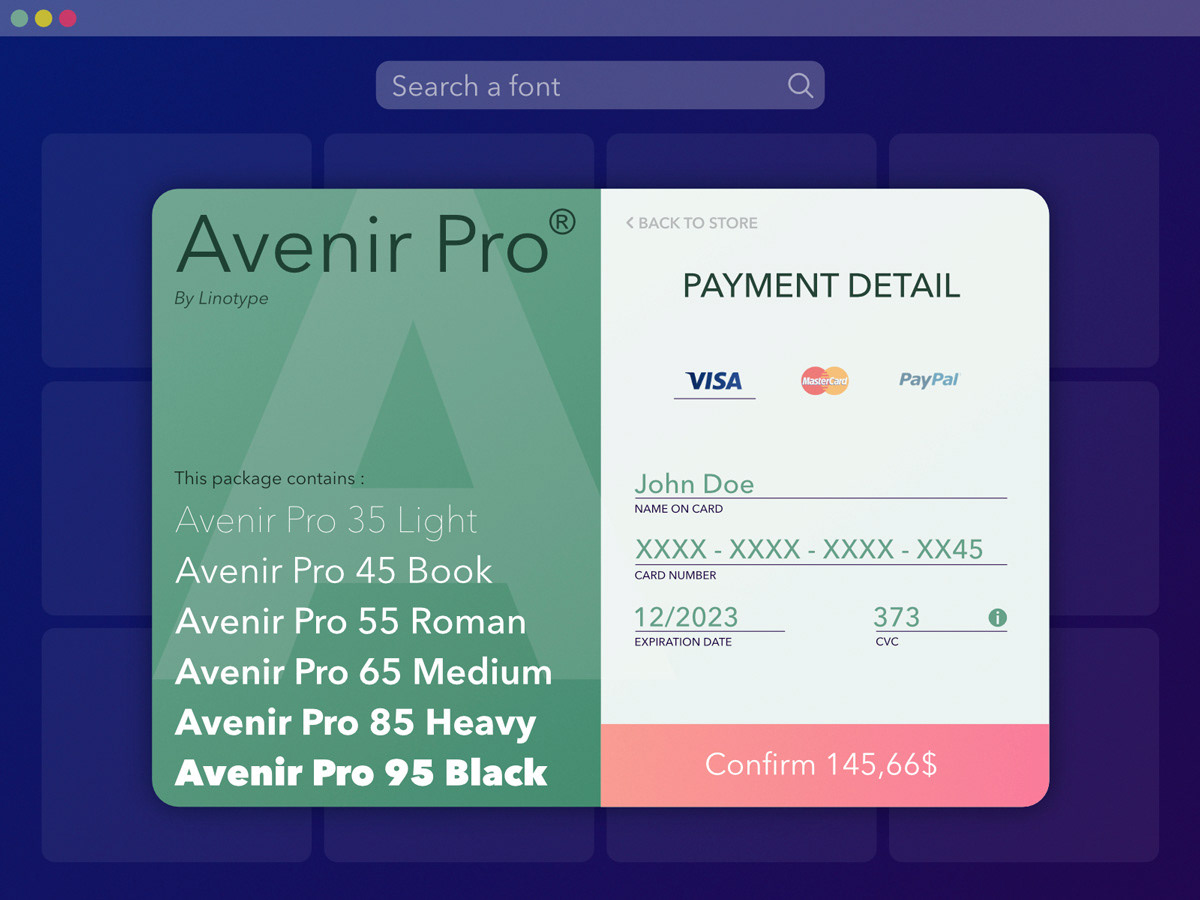 Search a font
Avenir Pro®
By Linotype
This package contains :
Avenir Pro 35 Light
Avenir Pro 45 Book
Avenir Pro 55 Roman
Avenir Pro 65 Medium
Avenir Pro 85 Heavy
Avenir Pro 95 Black
< BACK TO STORE
PAYMENT DETAIL
VISA MasterCard PayPal
John Doe
NAME ON CARD
XXXX - XXXX - XXXX - XX45
CARD NUMBER
12/2023 373 i
EXPIRATION DATE CVC
Confirm 145,66$